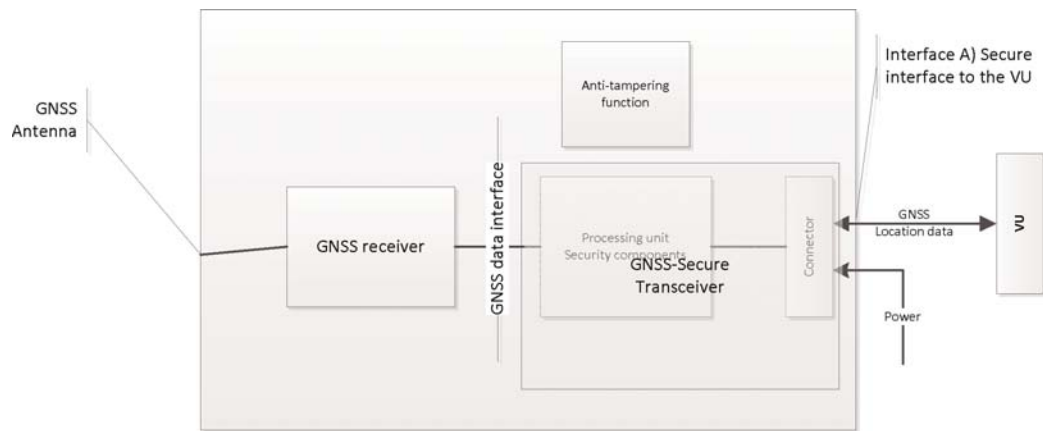 GNSS
Antenna
GNSS receiver
GNSS data interface
Anti-tampering
function
Processing unit
Security components
GNSS-Secure
Transceiver
Connector
Interface A) Secure
interface to the VU
GNSS
Location data
Power
VU